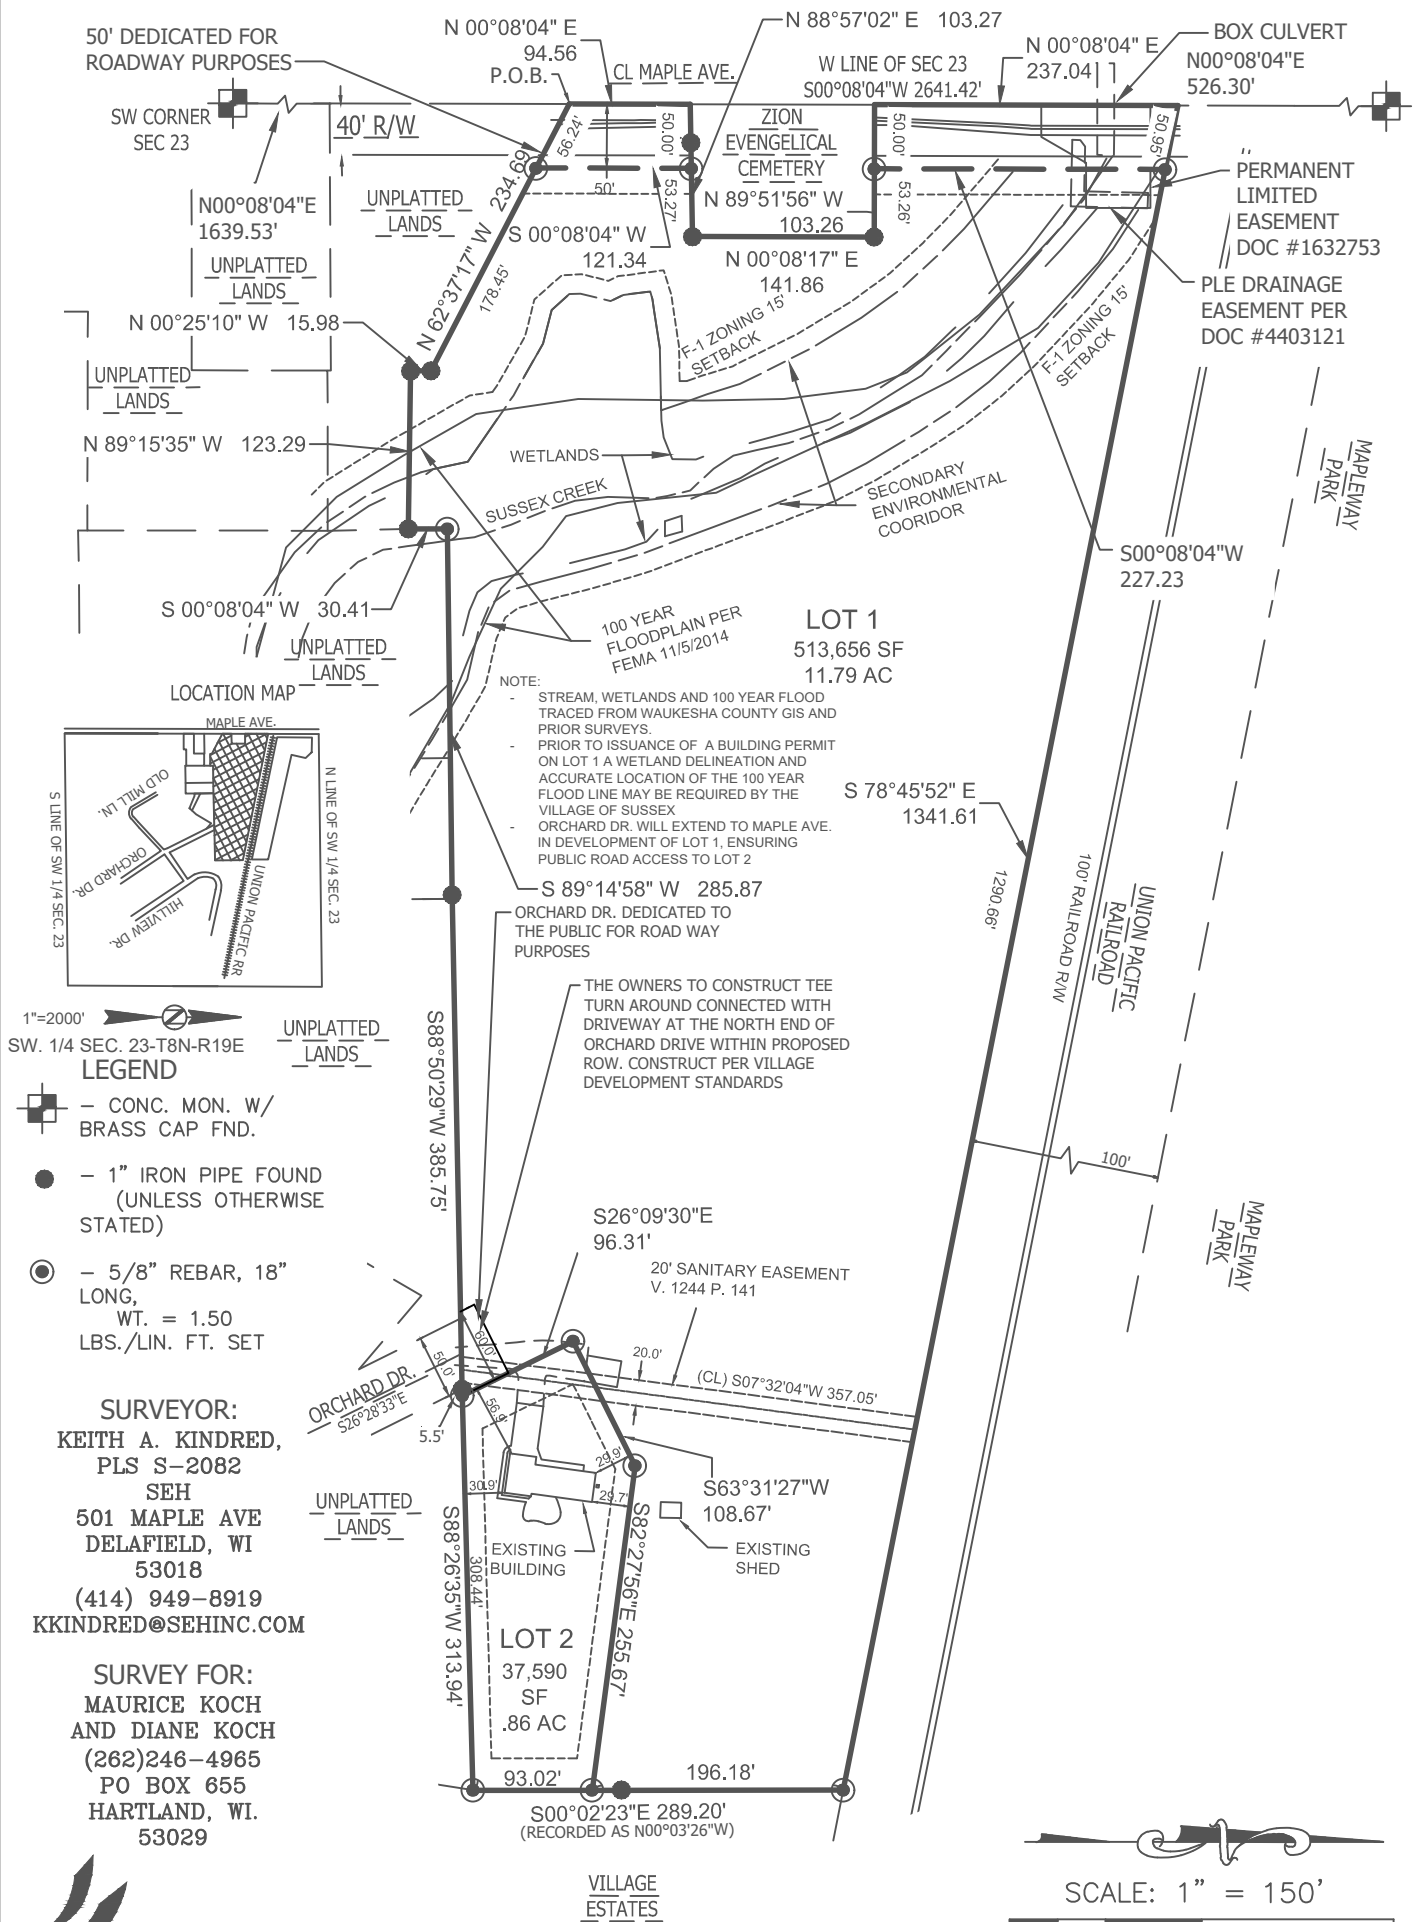 50' DEDICATED FOR
ROADWAY PURPOSES
N 00°08'04" E
94.56
P.O.B.
CL MAPLE AVE.
N 88°57'02" E 103.27
W LINE OF SEC 23
S00°08'04"W 2641.42'
N 00°08'04" E
237.04
BOX CULVERT
N00°08'04"E
526.30'
SW CORNER
SEC 23
40' R/W
56.24'
50.00'
50'
53.27'
ZION
EVENGELICAL
CEMETERY
50.00'
53.26'
50.95'
N00°08'04"E
1639.53'
UNPLATTED
LANDS
N 62°37'17" W 234.69
178.45'
S 00°08'04" W
121.34
N 89°51'56" W
103.26
N 00°08'17" E
141.86
PERMANENT
LIMITED
EASEMENT
DOC #1632753
PLE DRAINAGE
EASEMENT PER
DOC #4403121
UNPLATTED
LANDS
N 00°25'10" W 15.98
UNPLATTED
LANDS
N 89°15'35" W 123.29
F-1 ZONING 15'
SETBACK
F-1 ZONING 15'
SETBACK
WETLANDS
SUSSEX CREEK
SECONDARY
ENVIRONMENTAL
COORIDOR
MAPLEWAY
PARK
S00°08'04"W
227.23
S 00°08'04" W 30.41
UNPLATTED
LANDS
100 YEAR
FLOODPLAIN PER
FEMA 11/5/2014
LOT 1
513,656 SF
11.79 AC
LOCATION MAP
MAPLE AVE.
S LINE OF SW 1/4 SEC. 23
N LINE OF SW 1/4 SEC. 23
OLD MILL LN.
ORCHARD DR.
HILLVIEW DR.
UNION PACIFIC RR
1"=2000'
SW. 1/4 SEC. 23-T8N-R19E
NOTE:
- STREAM, WETLANDS AND 100 YEAR FLOOD
TRACED FROM WAUKESHA COUNTY GIS AND
PRIOR SURVEYS.
- PRIOR TO ISSUANCE OF A BUILDING PERMIT
ON LOT 1 A WETLAND DELINEATION AND
ACCURATE LOCATION OF THE 100 YEAR
FLOOD LINE MAY BE REQUIRED BY THE
VILLAGE OF SUSSEX
- ORCHARD DR. WILL EXTEND TO MAPLE AVE.
IN DEVELOPMENT OF LOT 1, ENSURING
PUBLIC ROAD ACCESS TO LOT 2
S 78°45'52" E
1341.61
1290.66'
100' RAILROAD R/W
UNION PACIFIC
RAILROAD
S 89°14'58" W 285.87
ORCHARD DR. DEDICATED TO
THE PUBLIC FOR ROAD WAY
PURPOSES
THE OWNERS TO CONSTRUCT TEE
TURN AROUND CONNECTED WITH
DRIVEWAY AT THE NORTH END OF
ORCHARD DRIVE WITHIN PROPOSED
ROW. CONSTRUCT PER VILLAGE
DEVELOPMENT STANDARDS
UNPLATTED
LANDS
S88°50'29"W 385.75'
LEGEND
- CONC. MON. W/
BRASS CAP FND.
- 1" IRON PIPE FOUND
(UNLESS OTHERWISE
STATED)
- 5/8" REBAR, 18"
LONG,
WT. = 1.50
LBS./LIN. FT. SET
100'
MAPLEWAY
PARK
S26°09'30"E
96.31'
20' SANITARY EASEMENT
V. 1244 P. 141
20.0'
(CL) S07°32'04"W 357.05'
60.0'
50.0'
ORCHARD DR.
S26°28'33"E
5.5'
56.9'
30.9'
29.9'
29.7'
S63°31'27"W
108.67'
UNPLATTED
LANDS
EXISTING
BUILDING
EXISTING
SHED
S88°26'35"W 313.94'
308.44'
S82°27'56"E 255.67'
LOT 2
37,590
SF
.86 AC
SURVEYOR:
KEITH A. KINDRED,
PLS S-2082
SEH
501 MAPLE AVE
DELAFIELD, WI
53018
(414) 949-8919
KKINDRED@SEHINC.COM
SURVEY FOR:
MAURICE KOCH
AND DIANE KOCH
(262)246-4965
PO BOX 655
HARTLAND, WI.
53029
93.02'
196.18'
S00°02'23"E 289.20'
(RECORDED AS N00°03'26"W)
VILLAGE
ESTATES
N
SCALE: 1" = 150'